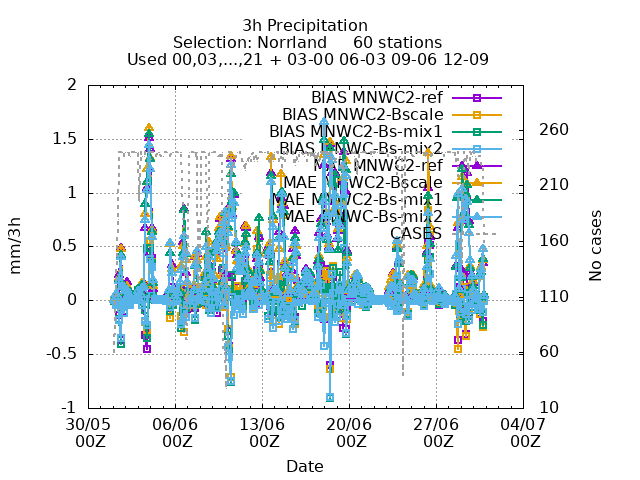 3h Precipitation
Selection: Norrland     60 stations
Used 00,03,...,21 + 03-00 06-03 09-06 12-09
2
1.5
1
0.5
0
-0.5
-1
mm/3h
BIAS MNWC2-ref
BIAS MNWC2-Bscale
BIAS MNWC2-Bs-mix1
BIAS MNWC-Bs-mix2
MAE MNWC2-ref
MAE MNWC2-Bscale
MAE MNWC2-Bs-mix1
MAE MNWC-Bs-mix2
CASES
260
210
160
110
60
10
No cases
30/05 06/06 13/06 20/06 27/06 04/07
00Z 00Z 00Z 00Z 00Z 00Z
Date